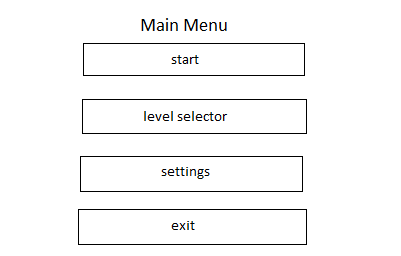 Main Menu
start
level selector
settings
exit